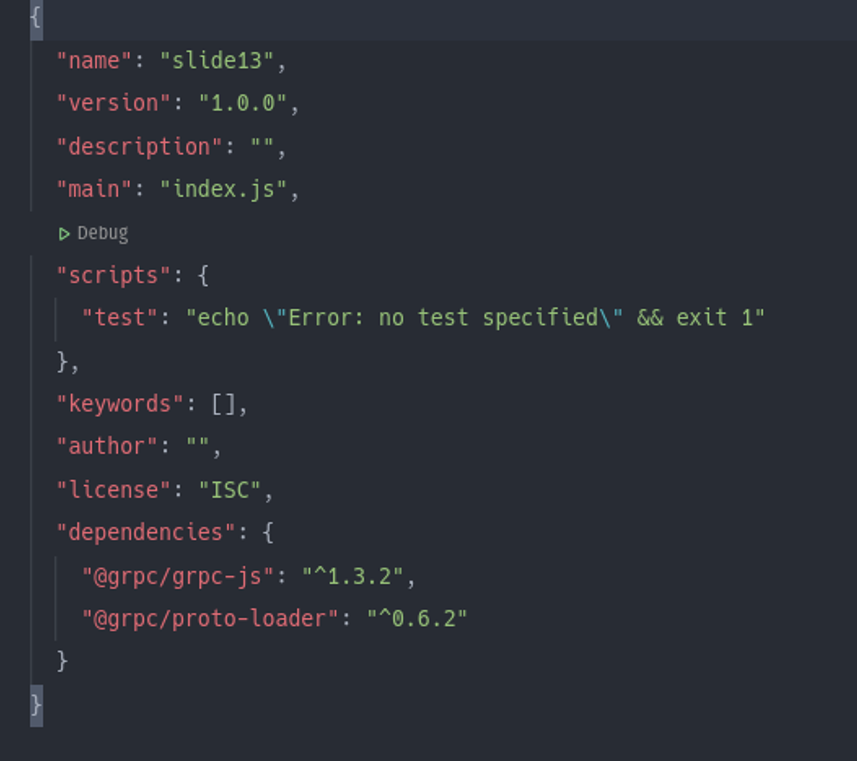 {
"name": "slide13",
"version": "1.0.0",
"description": "",
"main": "index.js",
Debug
"scripts": {
"test": "echo \"Error: no test specified\" && exit 1"
},
"keywords": [],
"author": "",
"license": "ISC",
"dependencies": {
"@grpc/grpc-js": "^1.3.2",
"@grpc/proto-loader": "^0.6.2"
}
}